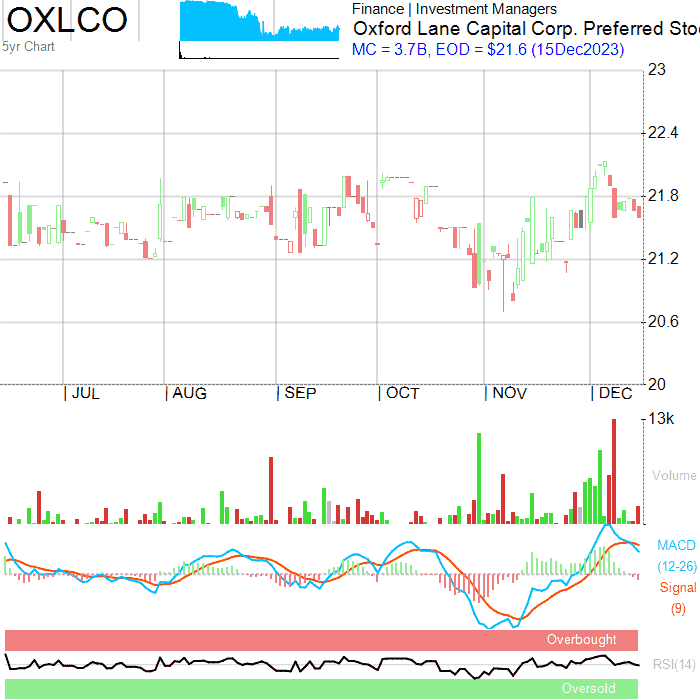 OXLCO
5yr Chart
Finance | Investment Managers
Oxford Lane Capital Corp. Preferred Sto
MC = 3.7B, EOD = $21.6 (15Dec2023)
23
22.4
21.8
21.2
20.6
20
JUL AUG SEP OCT NOV DEC
13k
Volume
MACD
(12-26)
Signal
(9)
Overbought
RSI(14)
Oversold